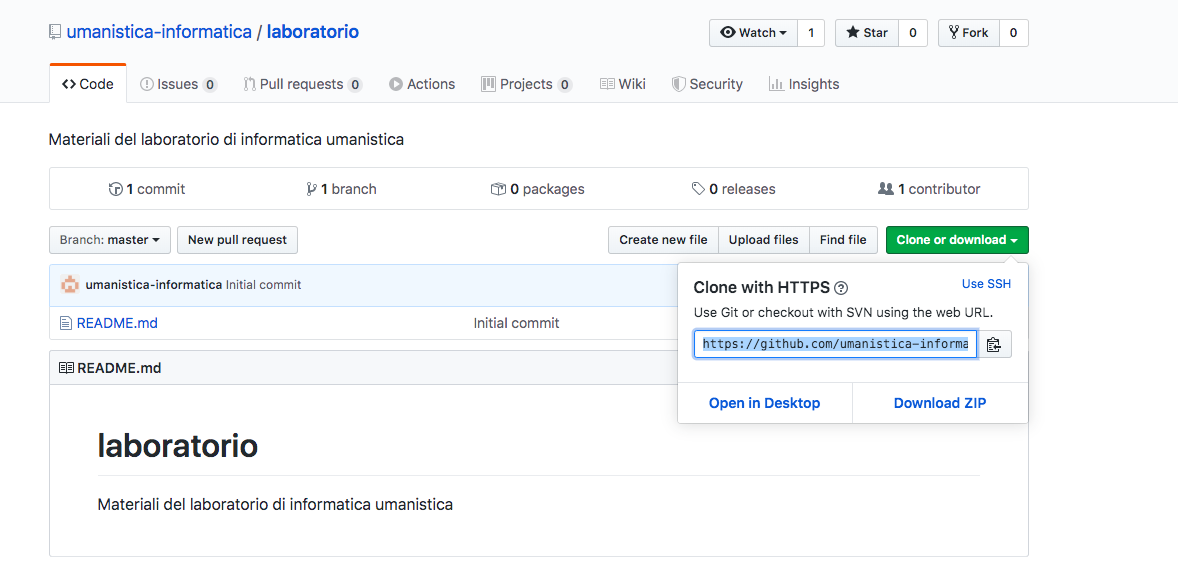 umanistica-informatica / laboratorio
Watch 1 Star 0 Fork 0
Code Issues 0 Pull requests 0 Actions Projects 0 Wiki Security Insights
Materiali del laboratorio di informatica umanistica
1 commit 1 branch 0 packages 0 releases 1 contributor
Branch: master New pull request Create new file Upload files Find file Clone or download
umanistica-informatica Initial commit
README.md Initial commit
README.md
laboratorio
Materiali del laboratorio di informatica umanistica
Clone with HTTPS ? Use SSH
Use Git or checkout with SVN using the web URL.
https://github.com/umanistica-informa
Open in Desktop Download ZIP